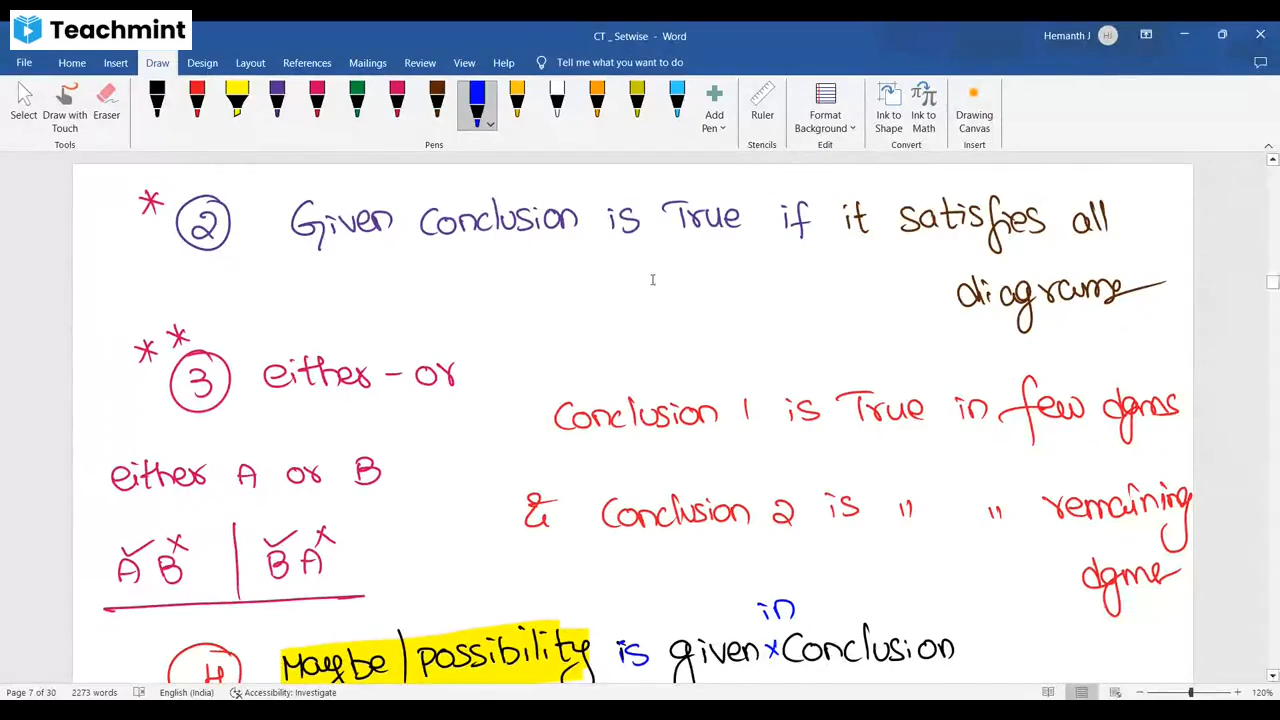 Teachmint
CT _ Setwise - Word
Hemanth J
HJ
File Home Insert Draw Design Layout References Mailings Review View Help Tell me what you want to do
Select
Draw with Touch
Eraser
Add Pen
Ruler
Format Background
Ink to Shape
Ink to Math
Drawing Canvas
Tools
Pens
Stencils
Edit
Convert
Insert
* ② Given conclusion is True if it satisfies all
diagrams
* * ③ either - or
Conclusion 1 is True in few dgms
either A or B
& Conclusion 2 is " " remaining
A B | B A
dgms
in
4 Maybe | possibility is given × Conclusion
Page 7 of 30 2273 words English (India) Accessibility: Investigate
120%